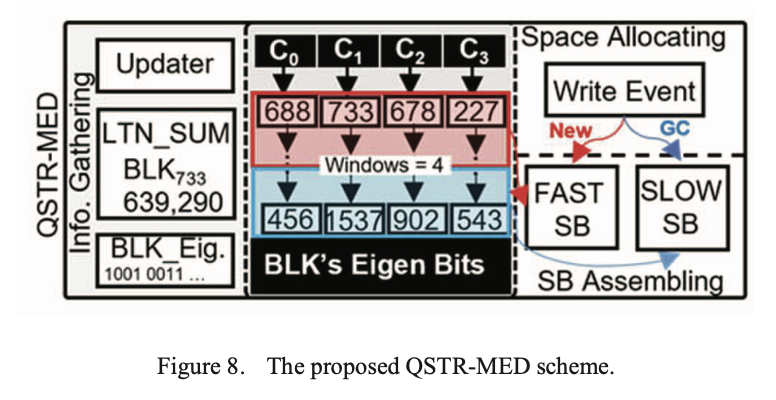 QSTR-MED
Info. Gathering
Updater
LTN_SUM
BLK733
639,290
BLK_Eig.
1001 0011 ...
C0 C1 C2 C3
688 733 678 227
Windows = 4
456 1537 902 543
BLK's Eigen Bits
Space Allocating
Write Event
New GC
FAST
SB
SLOW
SB
SB Assembling
Figure 8. The proposed QSTR-MED scheme.